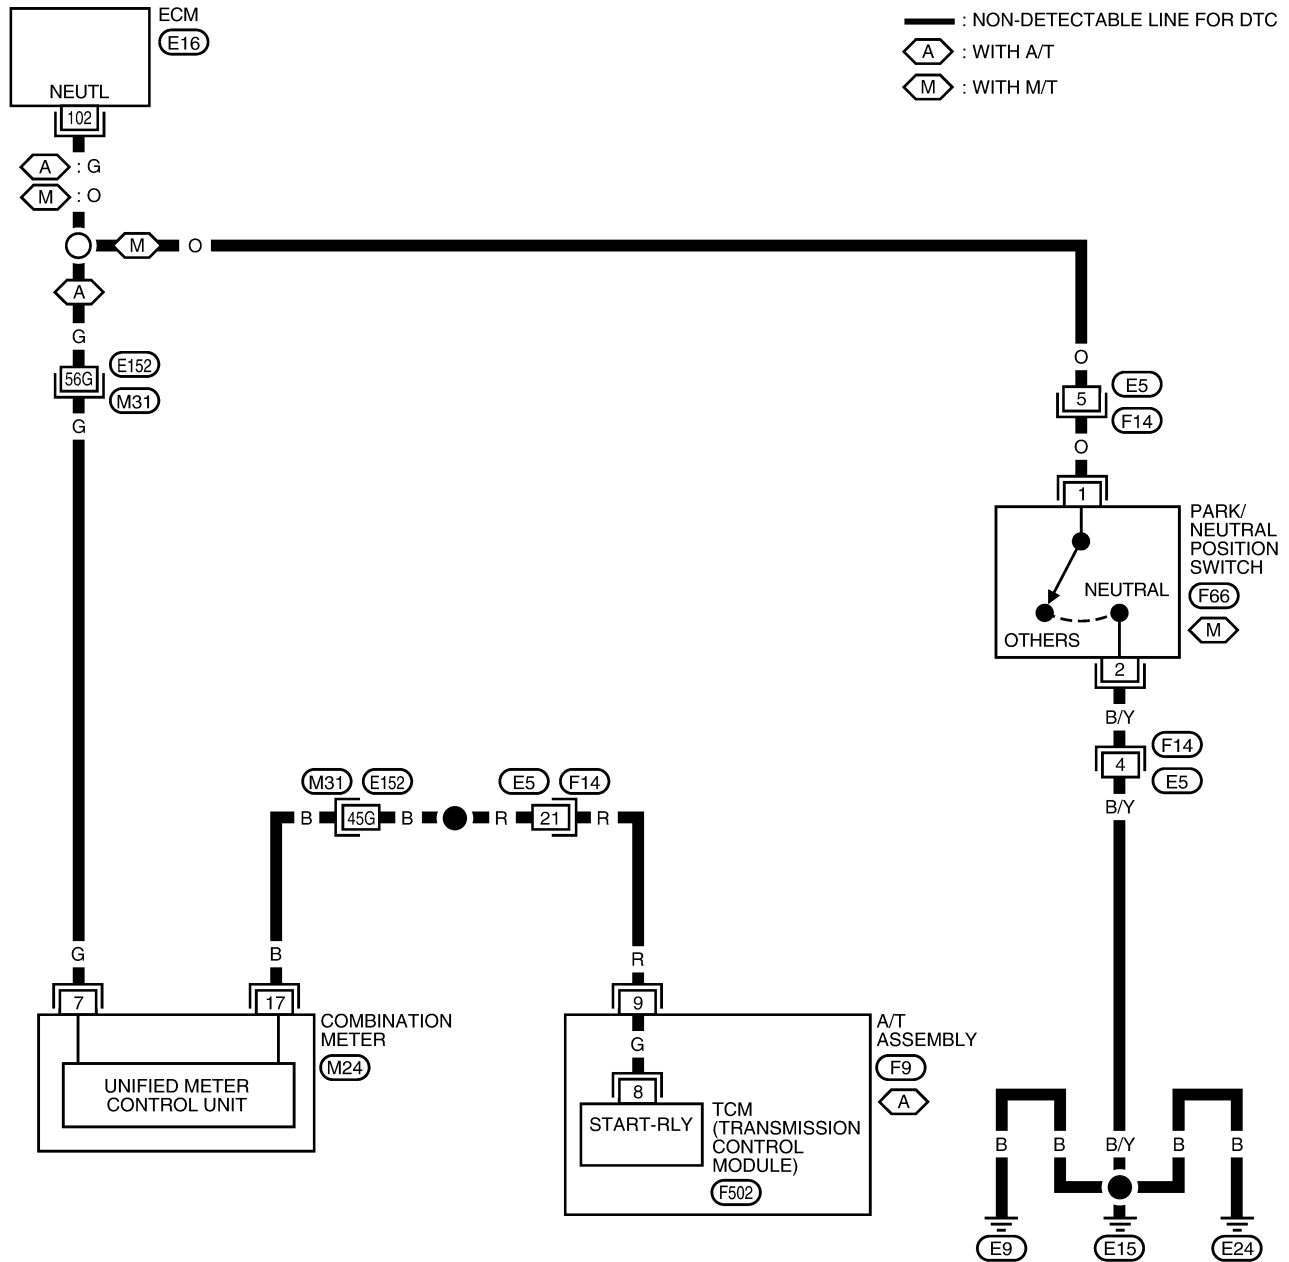 ECM
E16
NEUTL
102
A : G
M : O
: NON-DETECTABLE LINE FOR DTC
A : WITH A/T
M : WITH M/T
M O
A
G
56G
E152
M31
G
O
5
E5
F14
O
1
PARK/
NEUTRAL
POSITION
SWITCH
F66
M
NEUTRAL
OTHERS
2
B/Y
4
F14
E5
B/Y
M31 E152 E5 F14
B 45G B R 21 R
G B R
7 17 9
COMBINATION
METER
M24
UNIFIED METER
CONTROL UNIT
A/T
ASSEMBLY
F9
A
G
8
START-RLY
TCM
(TRANSMISSION
CONTROL
MODULE)
F502
B B B/Y B B
E9 E15 E24